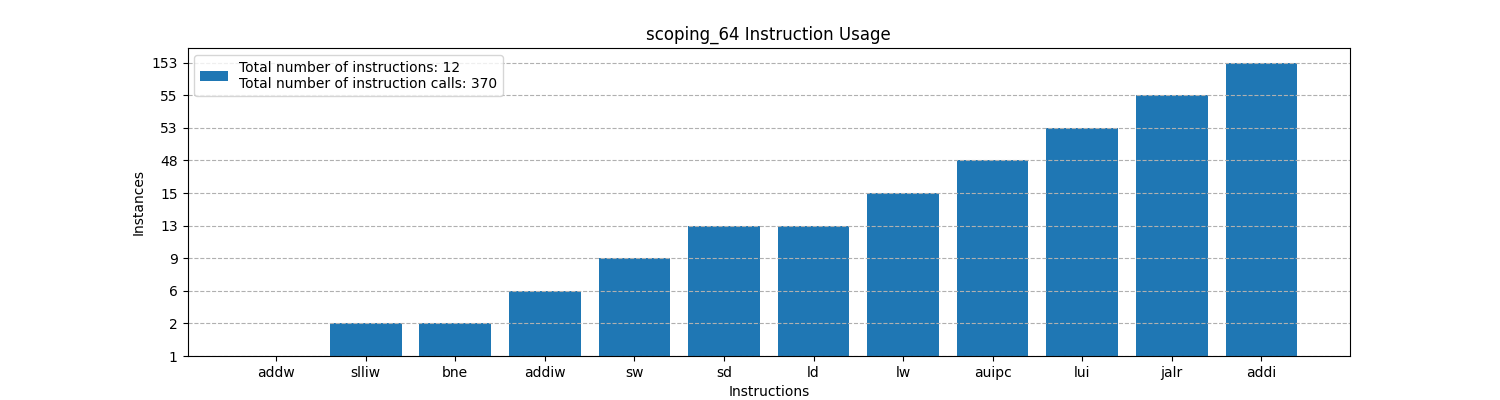 scoping_64 Instruction Usage
Total number of instructions: 12
Total number of instruction calls: 370
153
55
53
48
15
13
9
6
2
1
Instances
addw slliw bne addiw sw sd ld lw auipc lui jalr addi
Instructions